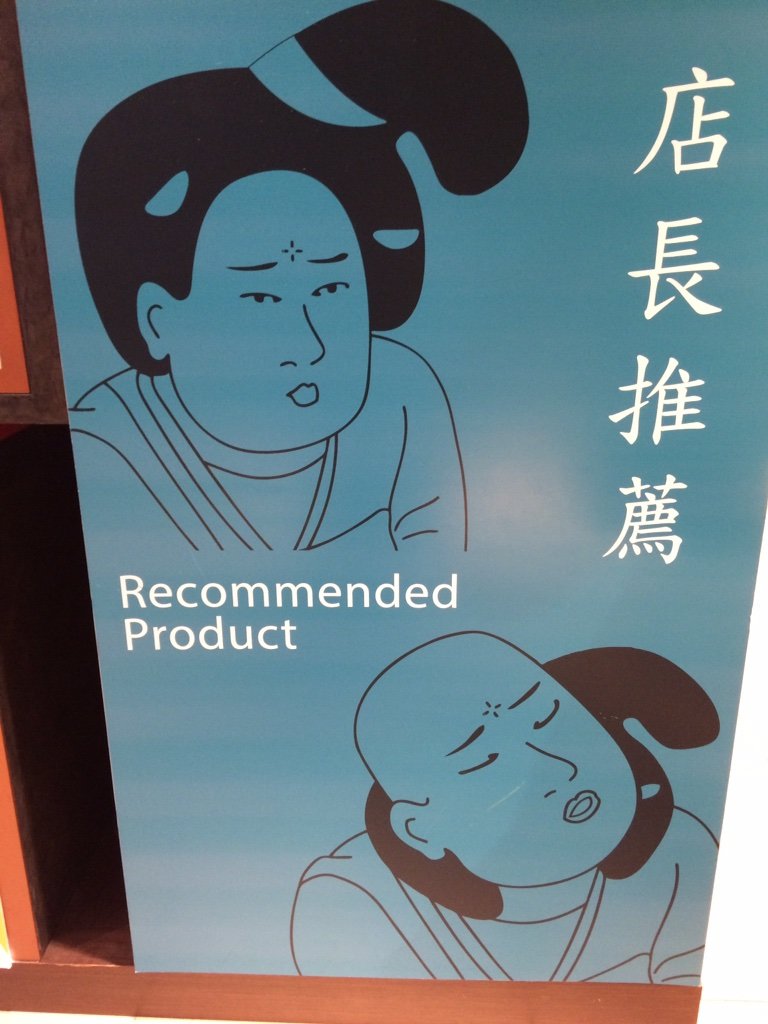 店長推薦
Recommended
Product